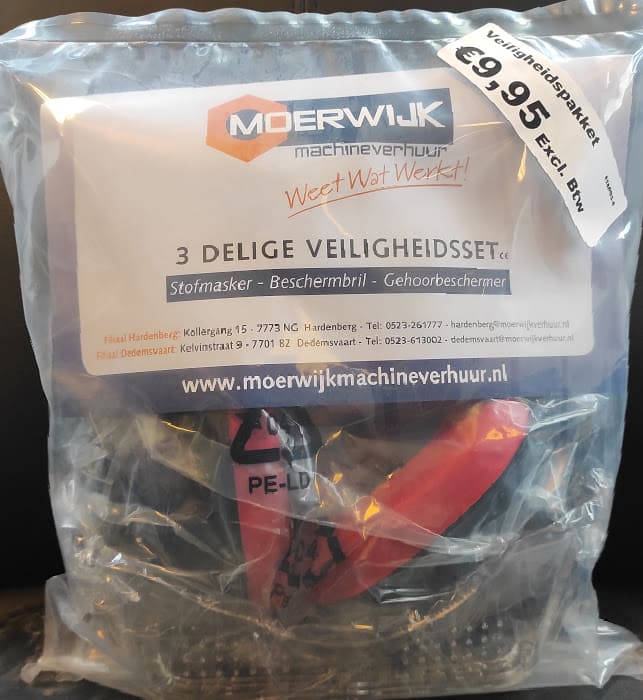 Veiligheidspakket
€9,95 Excl. Btw
MOERWIJK
machineverhuur
Weet Wat Werkt!
3 DELIGE VEILIGHEIDSSET CE
Stofmasker - Beschermbril - Gehoorbeschermer
Filiaal Hardenberg: Kollergang 15 - 7773 NG Hardenberg - Tel: 0523-261777 - hardenberg@moerwijkverhuur.nl
Filiaal Dedemsvaart: Kelvinstraat 9 - 7701 BZ Dedemsvaart - Tel: 0523-613002 - dedemsvaart@moerwijkverhuur.nl
www.moerwijkmachineverhuur.nl
PE-LD
04